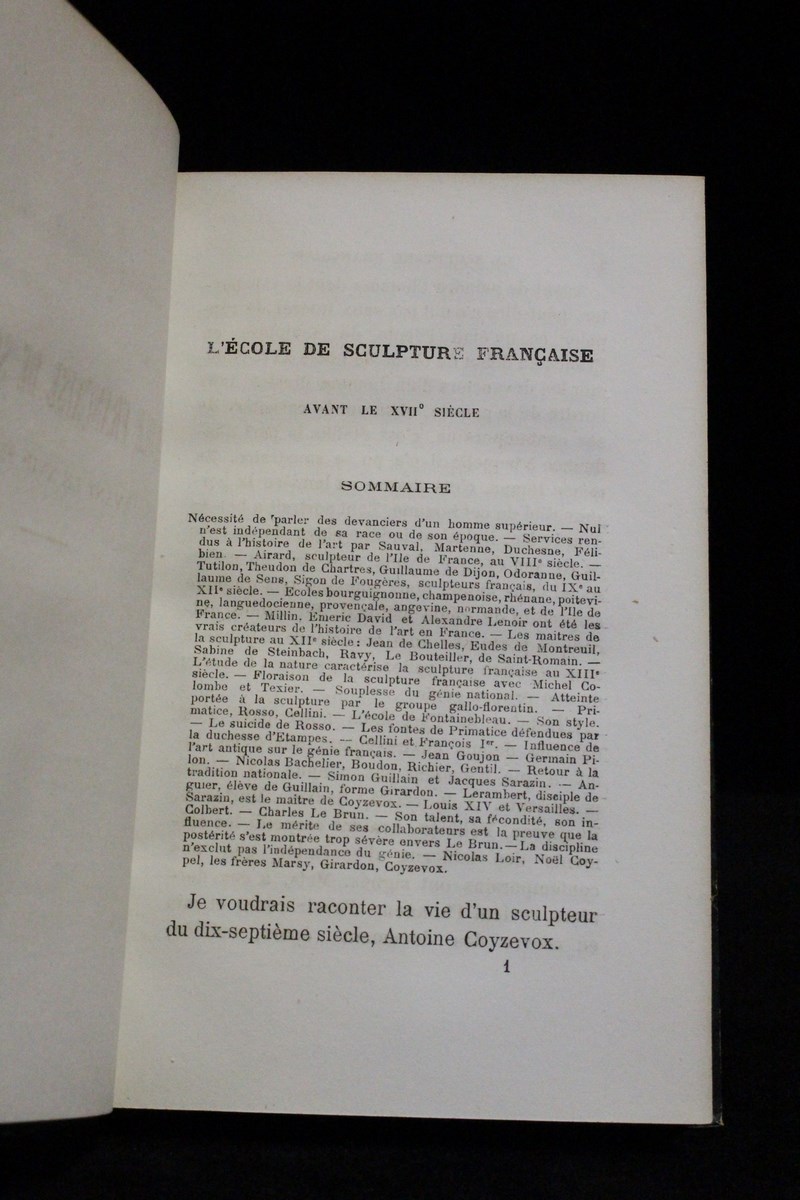 L'ÉCOLE DE SCULPTURE FRANÇAISE
AVANT LE XVII° SIÈCLE
SOMMAIRE
Nécessité de parler des devanciers d'un homme supérieur. — Nul
n'est indépendant de sa race ou de son époque. — Services ren-
dus à l'histoire de l'art par Sauval, Martenne, Duchesne, Féli-
bien. — Airard, sculpteur de l'Ile de France, au VIIIe siècle. —
Tutilon, Theudon de Chartres, Guillaume de Dijon, Odoranne, Guil-
laume de Sens, Sigon de Fougères, sculpteurs français, du IXe au
XIIe siècle. — Ecoles bourguignonne, champenoise, rhénane, poitevi-
ne, languedocienne, provençale, angevine, normande, et de l'Ile de
France. — Millin, Emeric David et Alexandre Lenoir ont été les
vrais créateurs de l'histoire de l'art en France. — Les maitres de
la sculpture au XIIe siècle : Jean de Chelles, Eudes de Montreuil,
Sabine de Steinbach, Ravy, Le Bouteiller, de Saint-Romain. —
L'étude de la nature caractérise la sculpture française au XIIIe
siècle. — Floraison de la sculpture française avec Michel Co-
lombe et Texier. — Souplesse du génie national. — Atteinte
portée à la sculpture par le groupe gallo-florentin. — Pri-
matice, Rosso, Cellini. — L'école de Fontainebleau. — Son style.
— Le suicide de Rosso. — Les fontes de Primatice défendues par
la duchesse d'Etampes. — Cellini et François Ier. — Influence de
l'art antique sur le génie français. — Jean Goujon — Germain Pi-
lon. — Nicolas Bachelier, Boudon, Richier, Gentil. — Retour à la
tradition nationale. — Simon Guillain et Jacques Sarazin. — An-
guier, élève de Guillain, forme Girardon. — Lerambert, disciple de
Sarazin, est le maître de Coyzevox. — Louis XIV et Versailles. —
Colbert. — Charles Le Brun. — Son talent, sa fécondité, son in-
fluence. — Le mérite de ses collaborateurs est la preuve que la
postérité s'est montrée trop sévère envers Le Brun. — La discipline
n'exclut pas l'indépendance du génie. — Nicolas Loir, Noël Coy-
pel, les frères Marsy, Girardon, Coyzevox.
Je voudrais raconter la vie d'un sculpteur
du dix-septième siècle, Antoine Coyzevox.
1